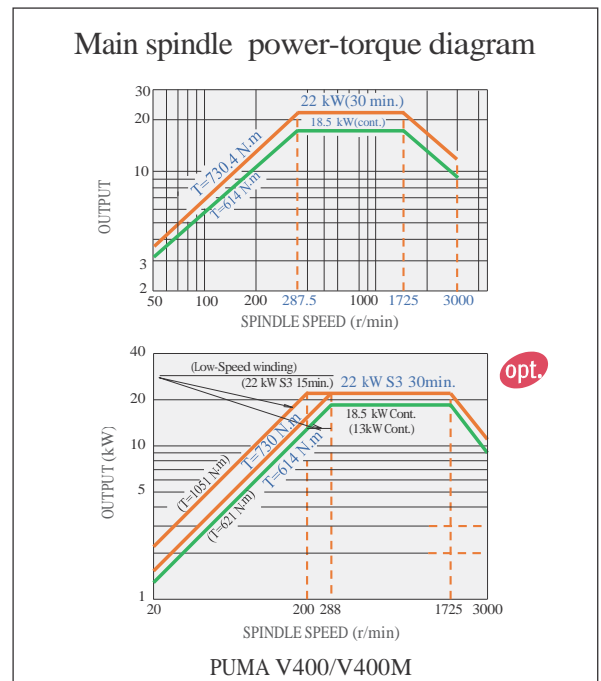 Main spindle power-torque diagram
30
20
10
3
2
OUTPUT
22 kW(30 min.)
18.5 kW(cont.)
T=730.4 N·m
T=614 N·m
50 100 200 287.5 1000 1725 3000
SPINDLE SPEED (r/min)
opt.
40
20
10
5
1
OUTPUT (kW)
(Low-Speed winding)
(22 kW S3 15min.) 22 kW S3 30min.
18.5 kW Cont.
(13kW Cont.)
(T=1051 N·m)
T=730 N·m
T=614 N·m
(T=621 N·m)
20 200 288 1725 3000
SPINDLE SPEED (r/min)
PUMA V400/V400M